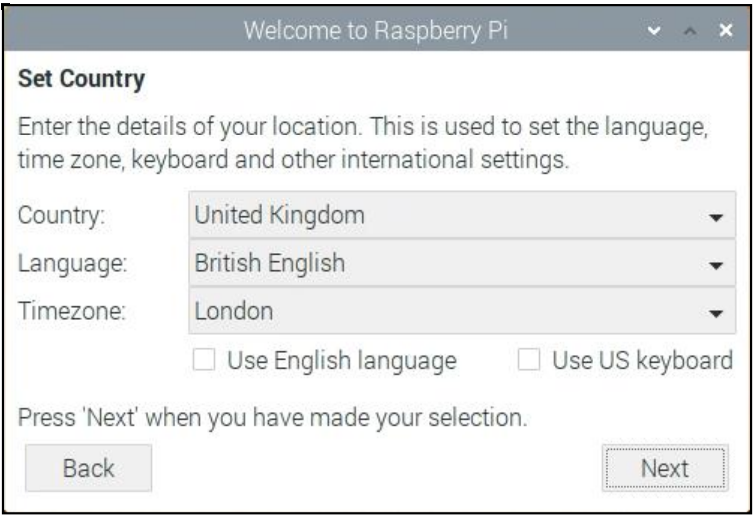 Welcome to Raspberry Pi
Set Country
Enter the details of your location. This is used to set the language,
time zone, keyboard and other international settings.
Country: United Kingdom
Language: British English
Timezone: London
Use English language Use US keyboard
Press 'Next' when you have made your selection.
Back Next